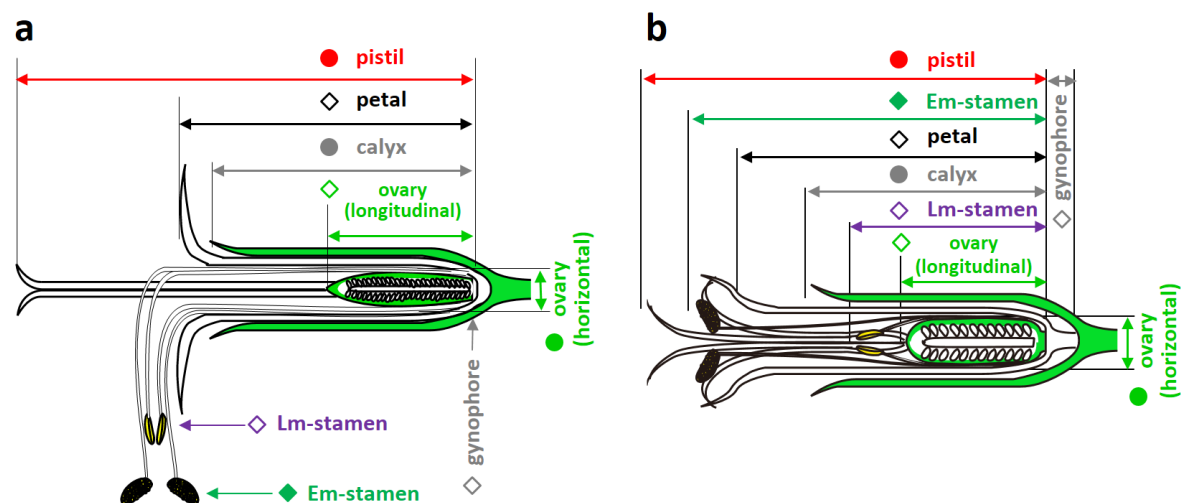 a
pistil
petal
calyx
ovary
(longitudinal)
ovary
(horizontal)
gynophore
Lm-stamen
Em-stamen
b
pistil
Em-stamen
petal
calyx
Lm-stamen
ovary
(longitudinal)
gynophore
ovary
(horizontal)